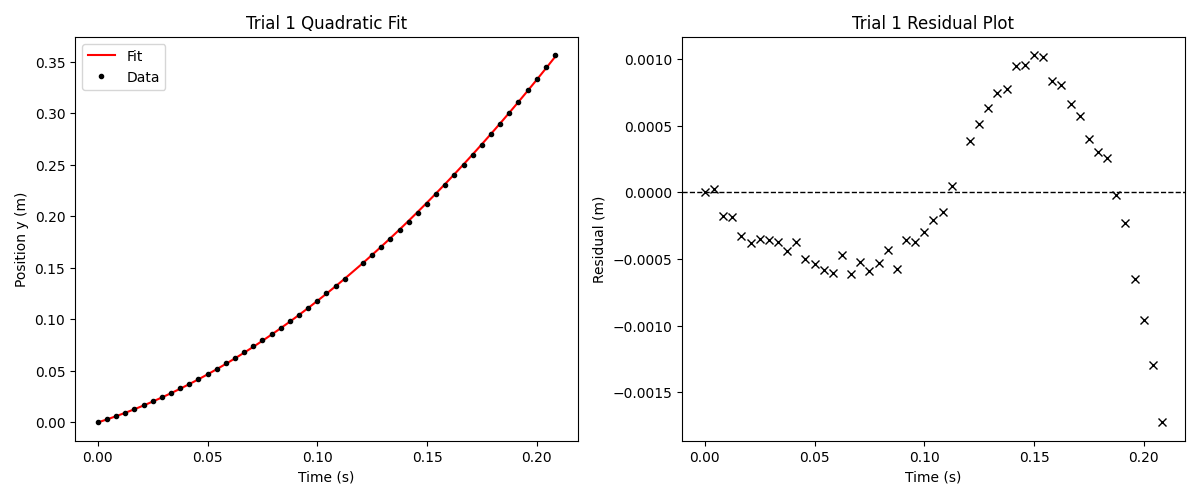 Trial 1 Quadratic Fit
Fit
Data
0.35
0.30
0.25
0.20
0.15
0.10
0.05
0.00
Position y (m)
0.00 0.05 0.10 0.15 0.20
Time (s)
Trial 1 Residual Plot
0.0010
0.0005
0.0000
−0.0005
−0.0010
−0.0015
Residual (m)
0.00 0.05 0.10 0.15 0.20
Time (s)